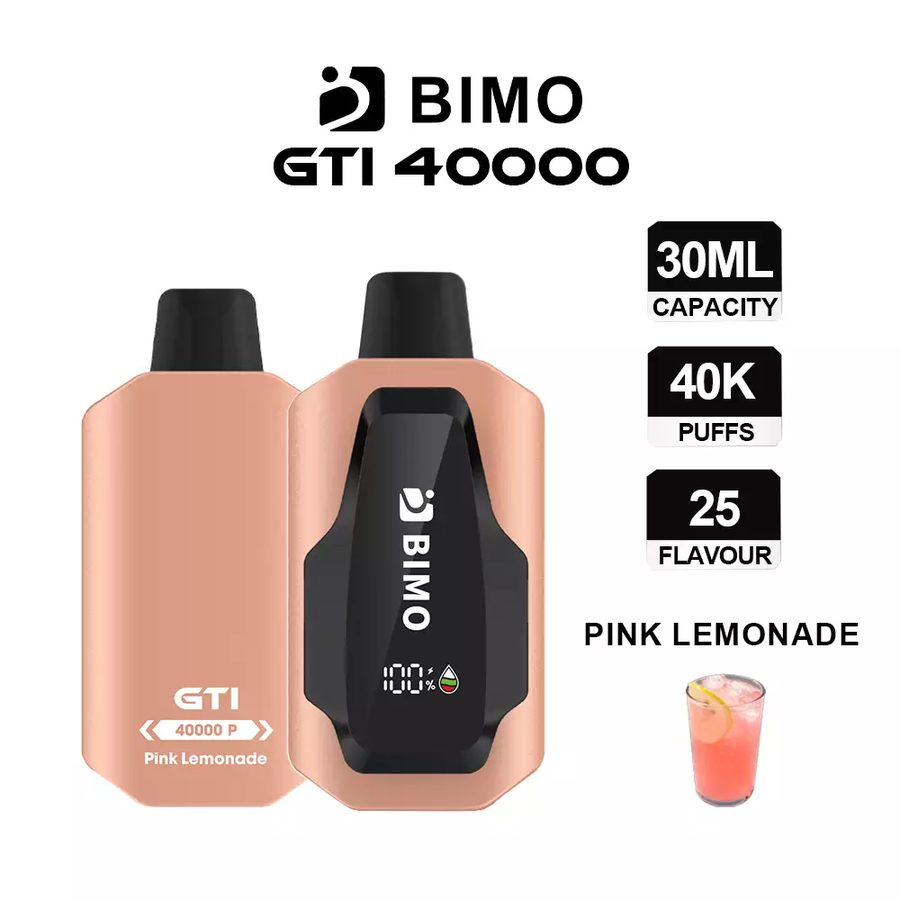 BIMO
GTI 40000
30ML
CAPACITY
40K
PUFFS
25
FLAVOUR
PINK LEMONADE
GTI
40000 P
Pink Lemonade
BIMO
100%